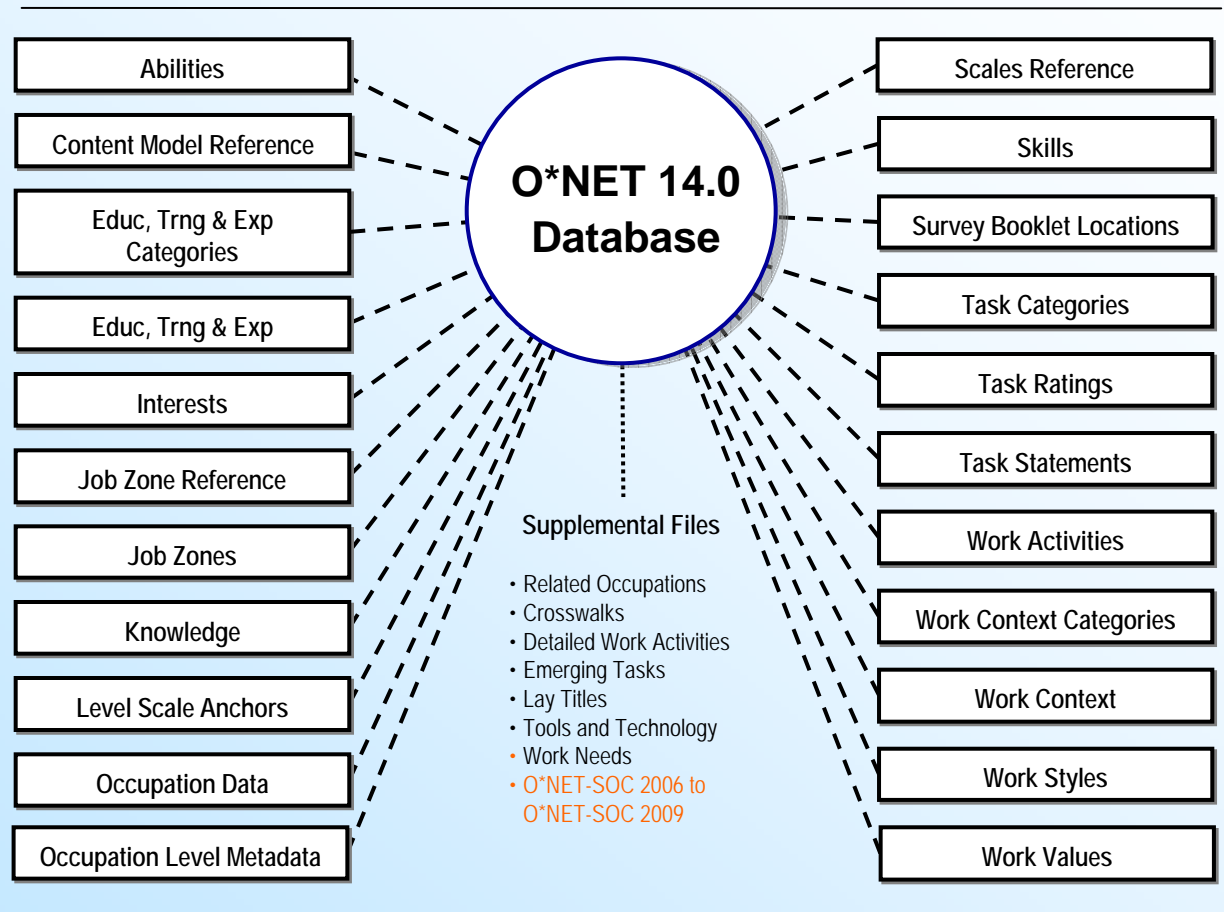 Abilities
Content Model Reference
Educ, Trng & Exp
Categories
Educ, Trng & Exp
Interests
Job Zone Reference
Job Zones
Knowledge
Level Scale Anchors
Occupation Data
Occupation Level Metadata
O*NET 14.0
Database
Supplemental Files
• Related Occupations
• Crosswalks
• Detailed Work Activities
• Emerging Tasks
• Lay Titles
• Tools and Technology
• Work Needs
• O*NET-SOC 2006 to
O*NET-SOC 2009
Scales Reference
Skills
Survey Booklet Locations
Task Categories
Task Ratings
Task Statements
Work Activities
Work Context Categories
Work Context
Work Styles
Work Values